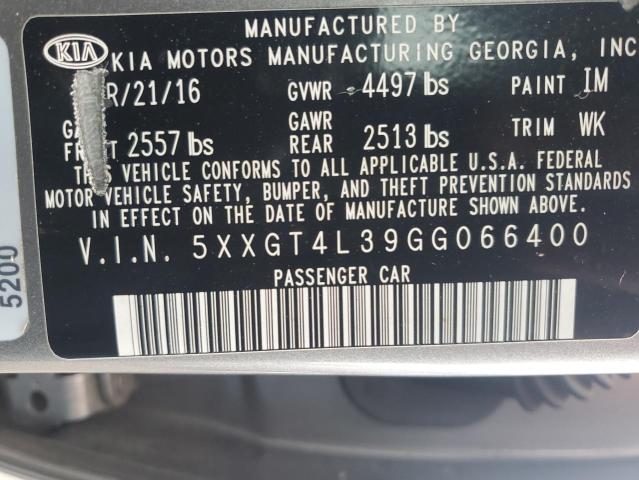 MANUFACTURED BY
KIA KIA MOTORS MANUFACTURING GEORGIA, INC
R/21/16 GVWR 4497 lbs PAINT IM
2557 lbs GAWR REAR 2513 lbs TRIM WK
THIS VEHICLE CONFORMS TO ALL APPLICABLE U.S.A. FEDERAL
MOTOR VEHICLE SAFETY, BUMPER, AND THEFT PREVENTION STANDARDS
IN EFFECT ON THE DATE OF MANUFACTURE SHOWN ABOVE.
V.I.N. 5XXGT4L39GG066400
PASSENGER CAR
5200